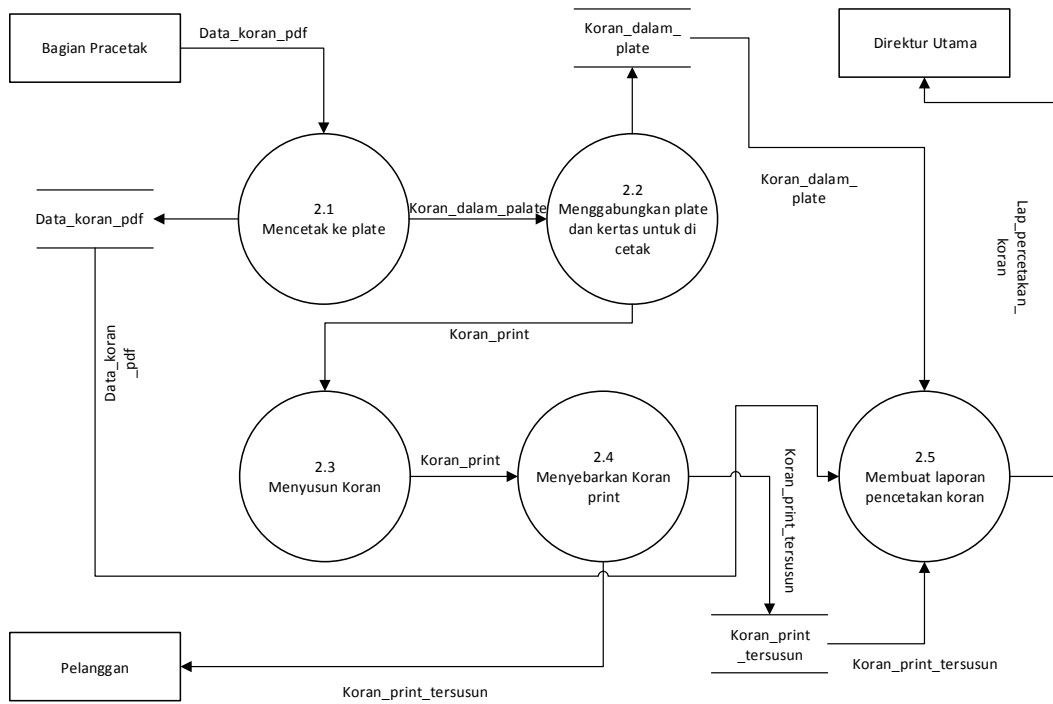 Bagian Pracetak
Data_koran_pdf
Koran_dalam_
plate
Direktur Utama
2.1
Mencetak ke plate
Koran_dalam_palate
2.2
Menggabungkan plate
dan kertas untuk di
cetak
Koran_dalam_
plate
Data_koran_pdf
Lap_percetakan_
koran
Data_koran
_pdf
Koran_print
2.3
Menyusun Koran
Koran_print
2.4
Menyebarkan Koran
print
Koran_print_tersusun
2.5
Membuat laporan
pencetakan koran
Pelanggan
Koran_print_tersusun
Koran_print
_tersusun
Koran_print_tersusun